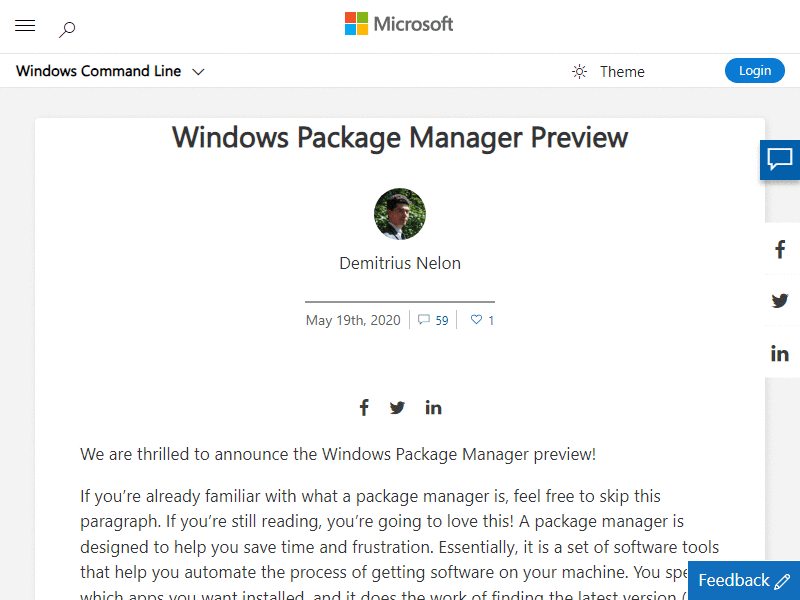 Microsoft
Windows Command Line
Theme
Login
Windows Package Manager Preview
Demitrius Nelon
May 19th, 2020
59
1
We are thrilled to announce the Windows Package Manager preview!
If you’re already familiar with what a package manager is, feel free to skip this
paragraph. If you’re still reading, you’re going to love this! A package manager is
designed to help you save time and frustration. Essentially, it is a set of software tools
that help you automate the process of getting software on your machine. You spe
which apps you want installed, and it does the work of finding the latest version (
Feedback